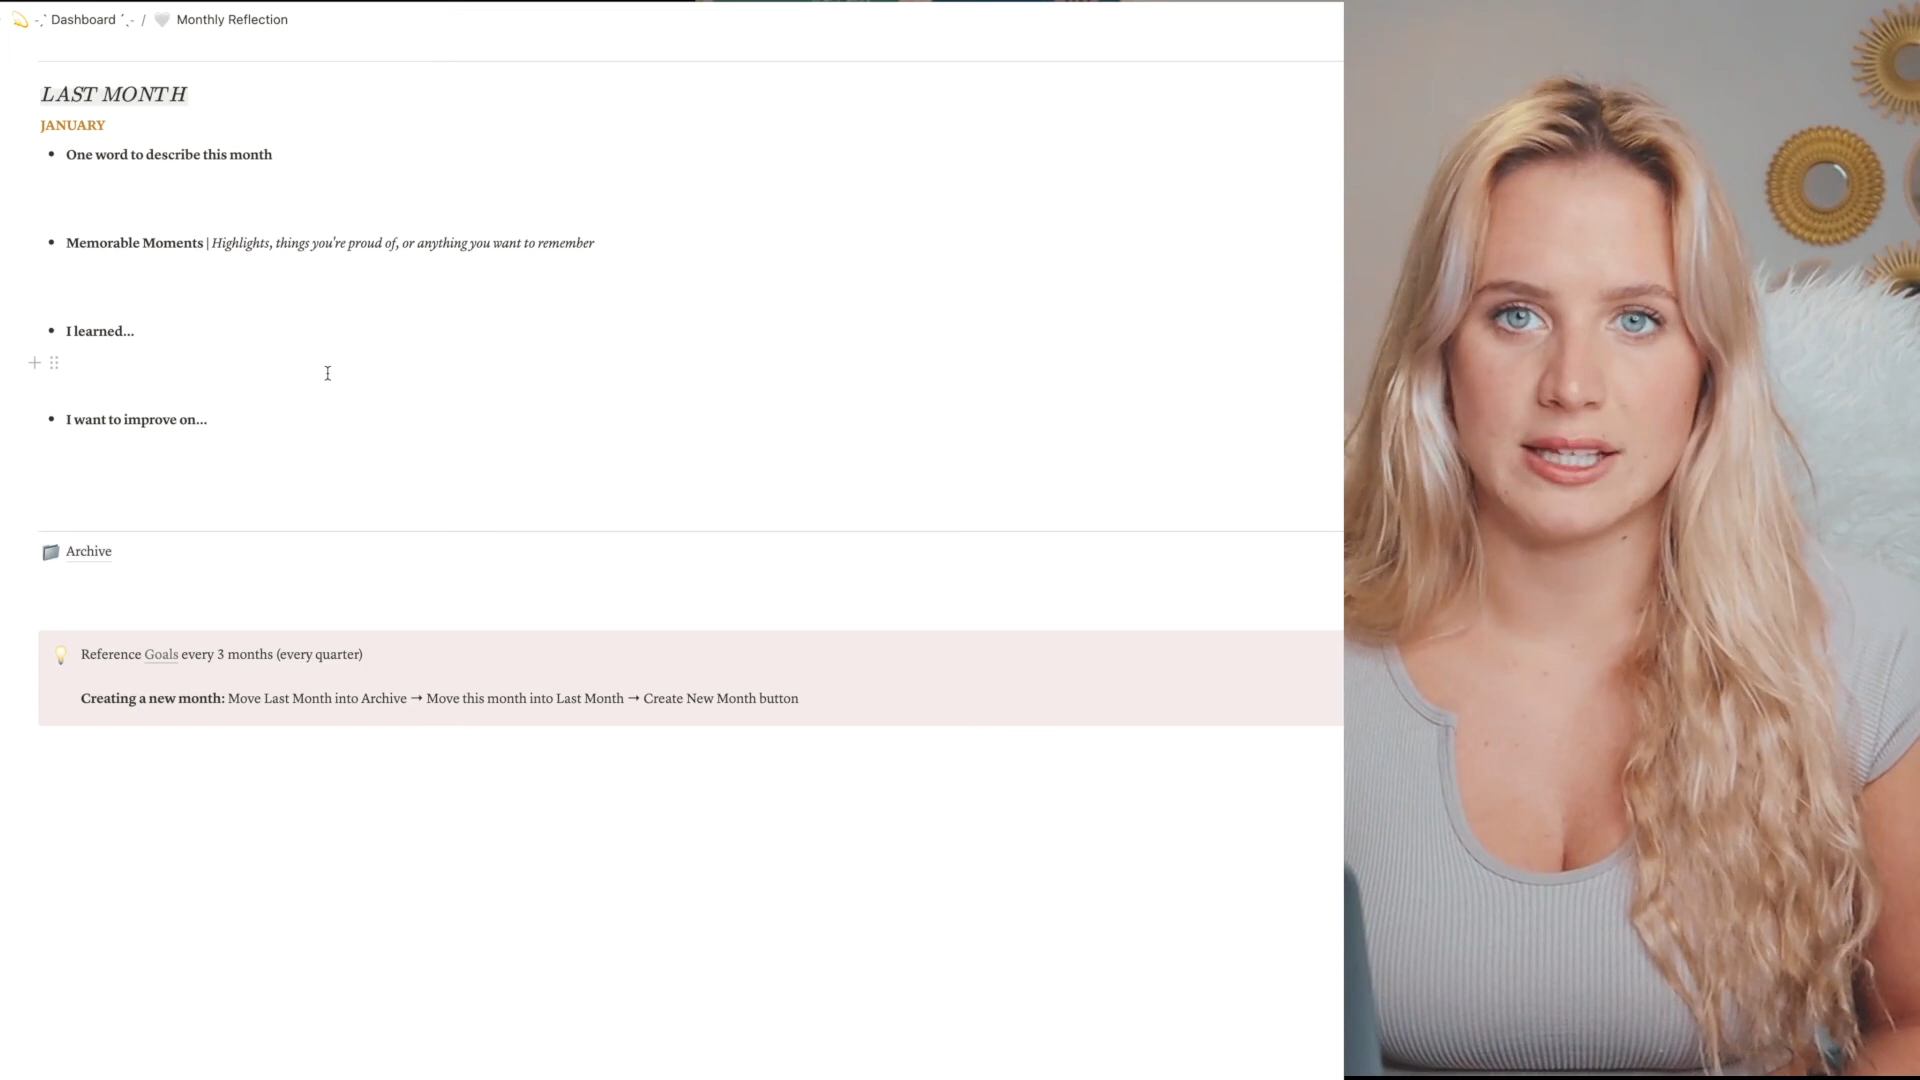 Dashboard / Monthly Reflection
LAST MONTH
JANUARY
• One word to describe this month
• Memorable Moments | Highlights, things you're proud of, or anything you want to remember
• I learned...
• I want to improve on...
Archive
Reference Goals every 3 months (every quarter)
Creating a new month: Move Last Month into Archive → Move this month into Last Month → Create New Month button